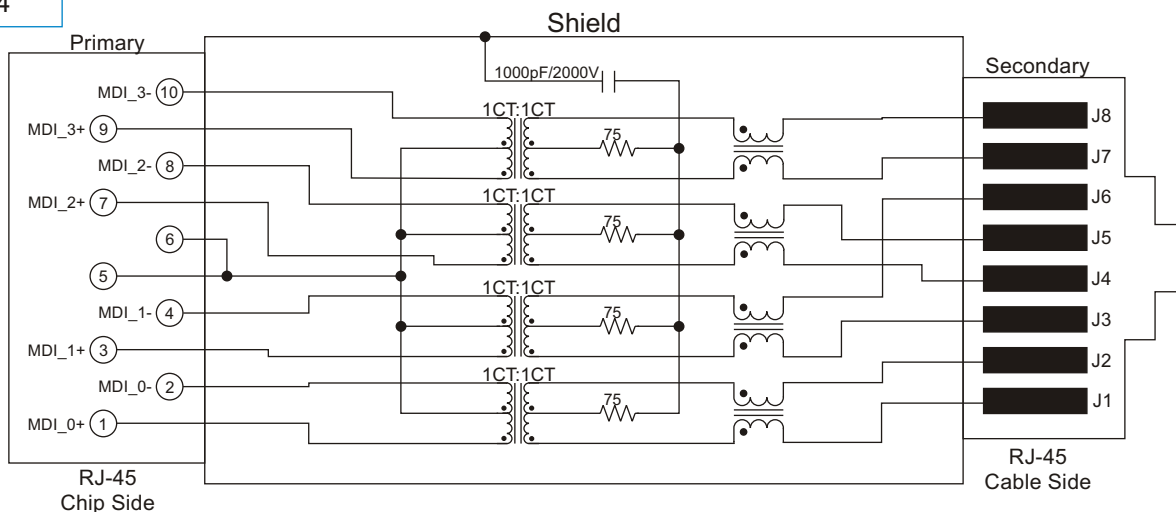 4
Shield
Primary
1000pF/2000V
Secondary
MDI_3- 10
1CT:1CT
J8
MDI_3+ 9
75
J7
MDI_2- 8
1CT:1CT
J6
MDI_2+ 7
75
J5
6
5
J4
1CT:1CT
MDI_1- 4
75
J3
MDI_1+ 3
J2
MDI_0- 2
1CT:1CT
75
J1
MDI_0+ 1
RJ-45
Chip Side
RJ-45
Cable Side